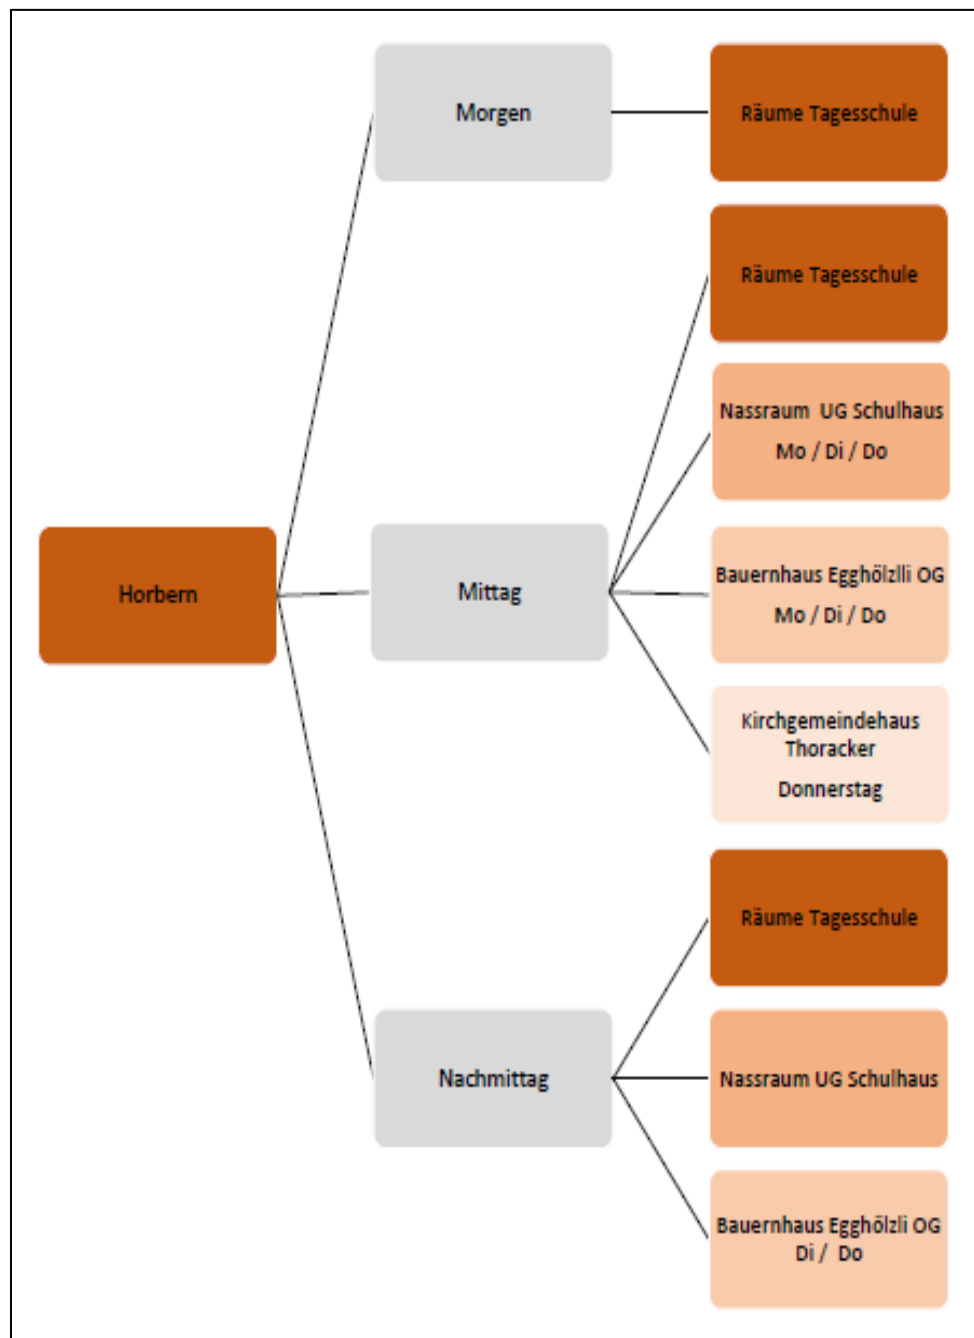 Horbern
Morgen
Räume Tagesschule
Mittag
Räume Tagesschule
Nassraum  UG Schulhaus
Mo / Di / Do
Bauernhaus Egghölzlli OG
Mo / Di / Do
Kirchgemeindehaus
Thoracker
Donnerstag
Nachmittag
Räume Tagesschule
Nassraum UG Schulhaus
Bauernhaus Egghölzli OG
Di /  Do